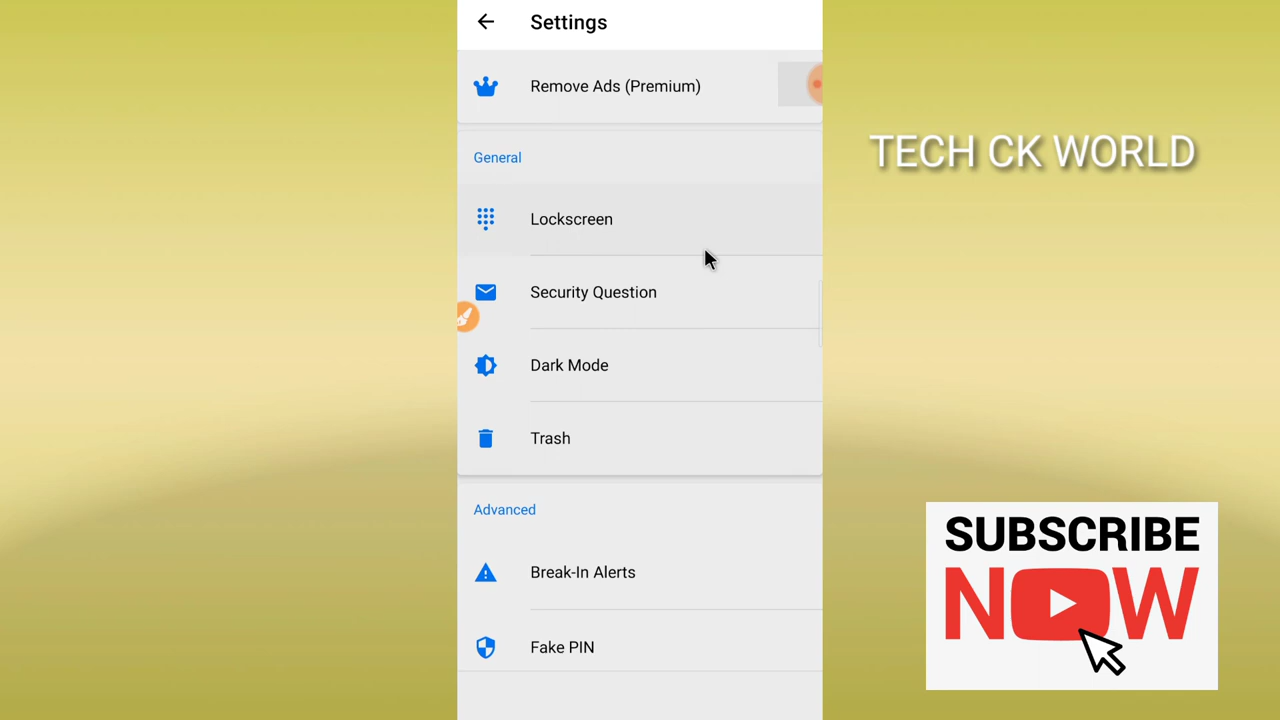 Settings
Remove Ads (Premium)
General
Lockscreen
Security Question
Dark Mode
Trash
Advanced
Break-In Alerts
Fake PIN
TECH CK WORLD
SUBSCRIBE
NOW